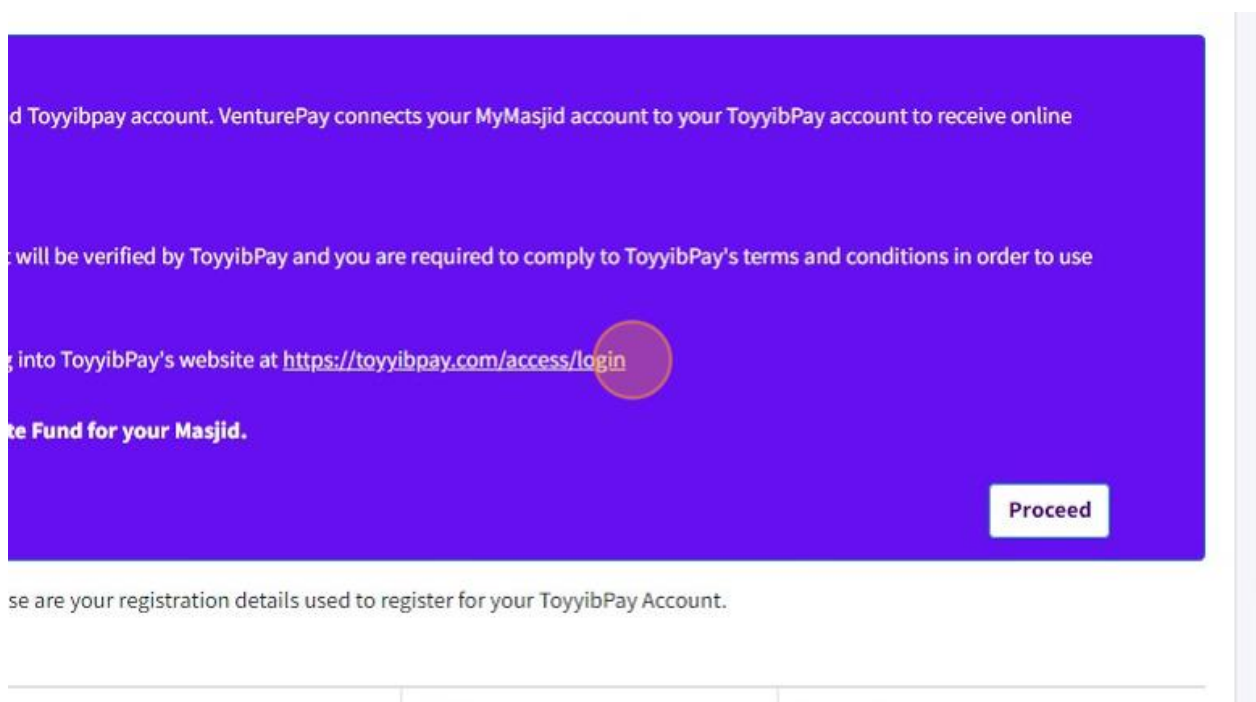 d Toyyibpay account. VenturePay connects your MyMasjid account to your ToyyibPay account to receive online
will be verified by ToyyibPay and you are required to comply to ToyyibPay's terms and conditions in order to use
into ToyyibPay's website at https://toyyibpay.com/access/login
te Fund for your Masjid.
Proceed
se are your registration details used to register for your ToyyibPay Account.